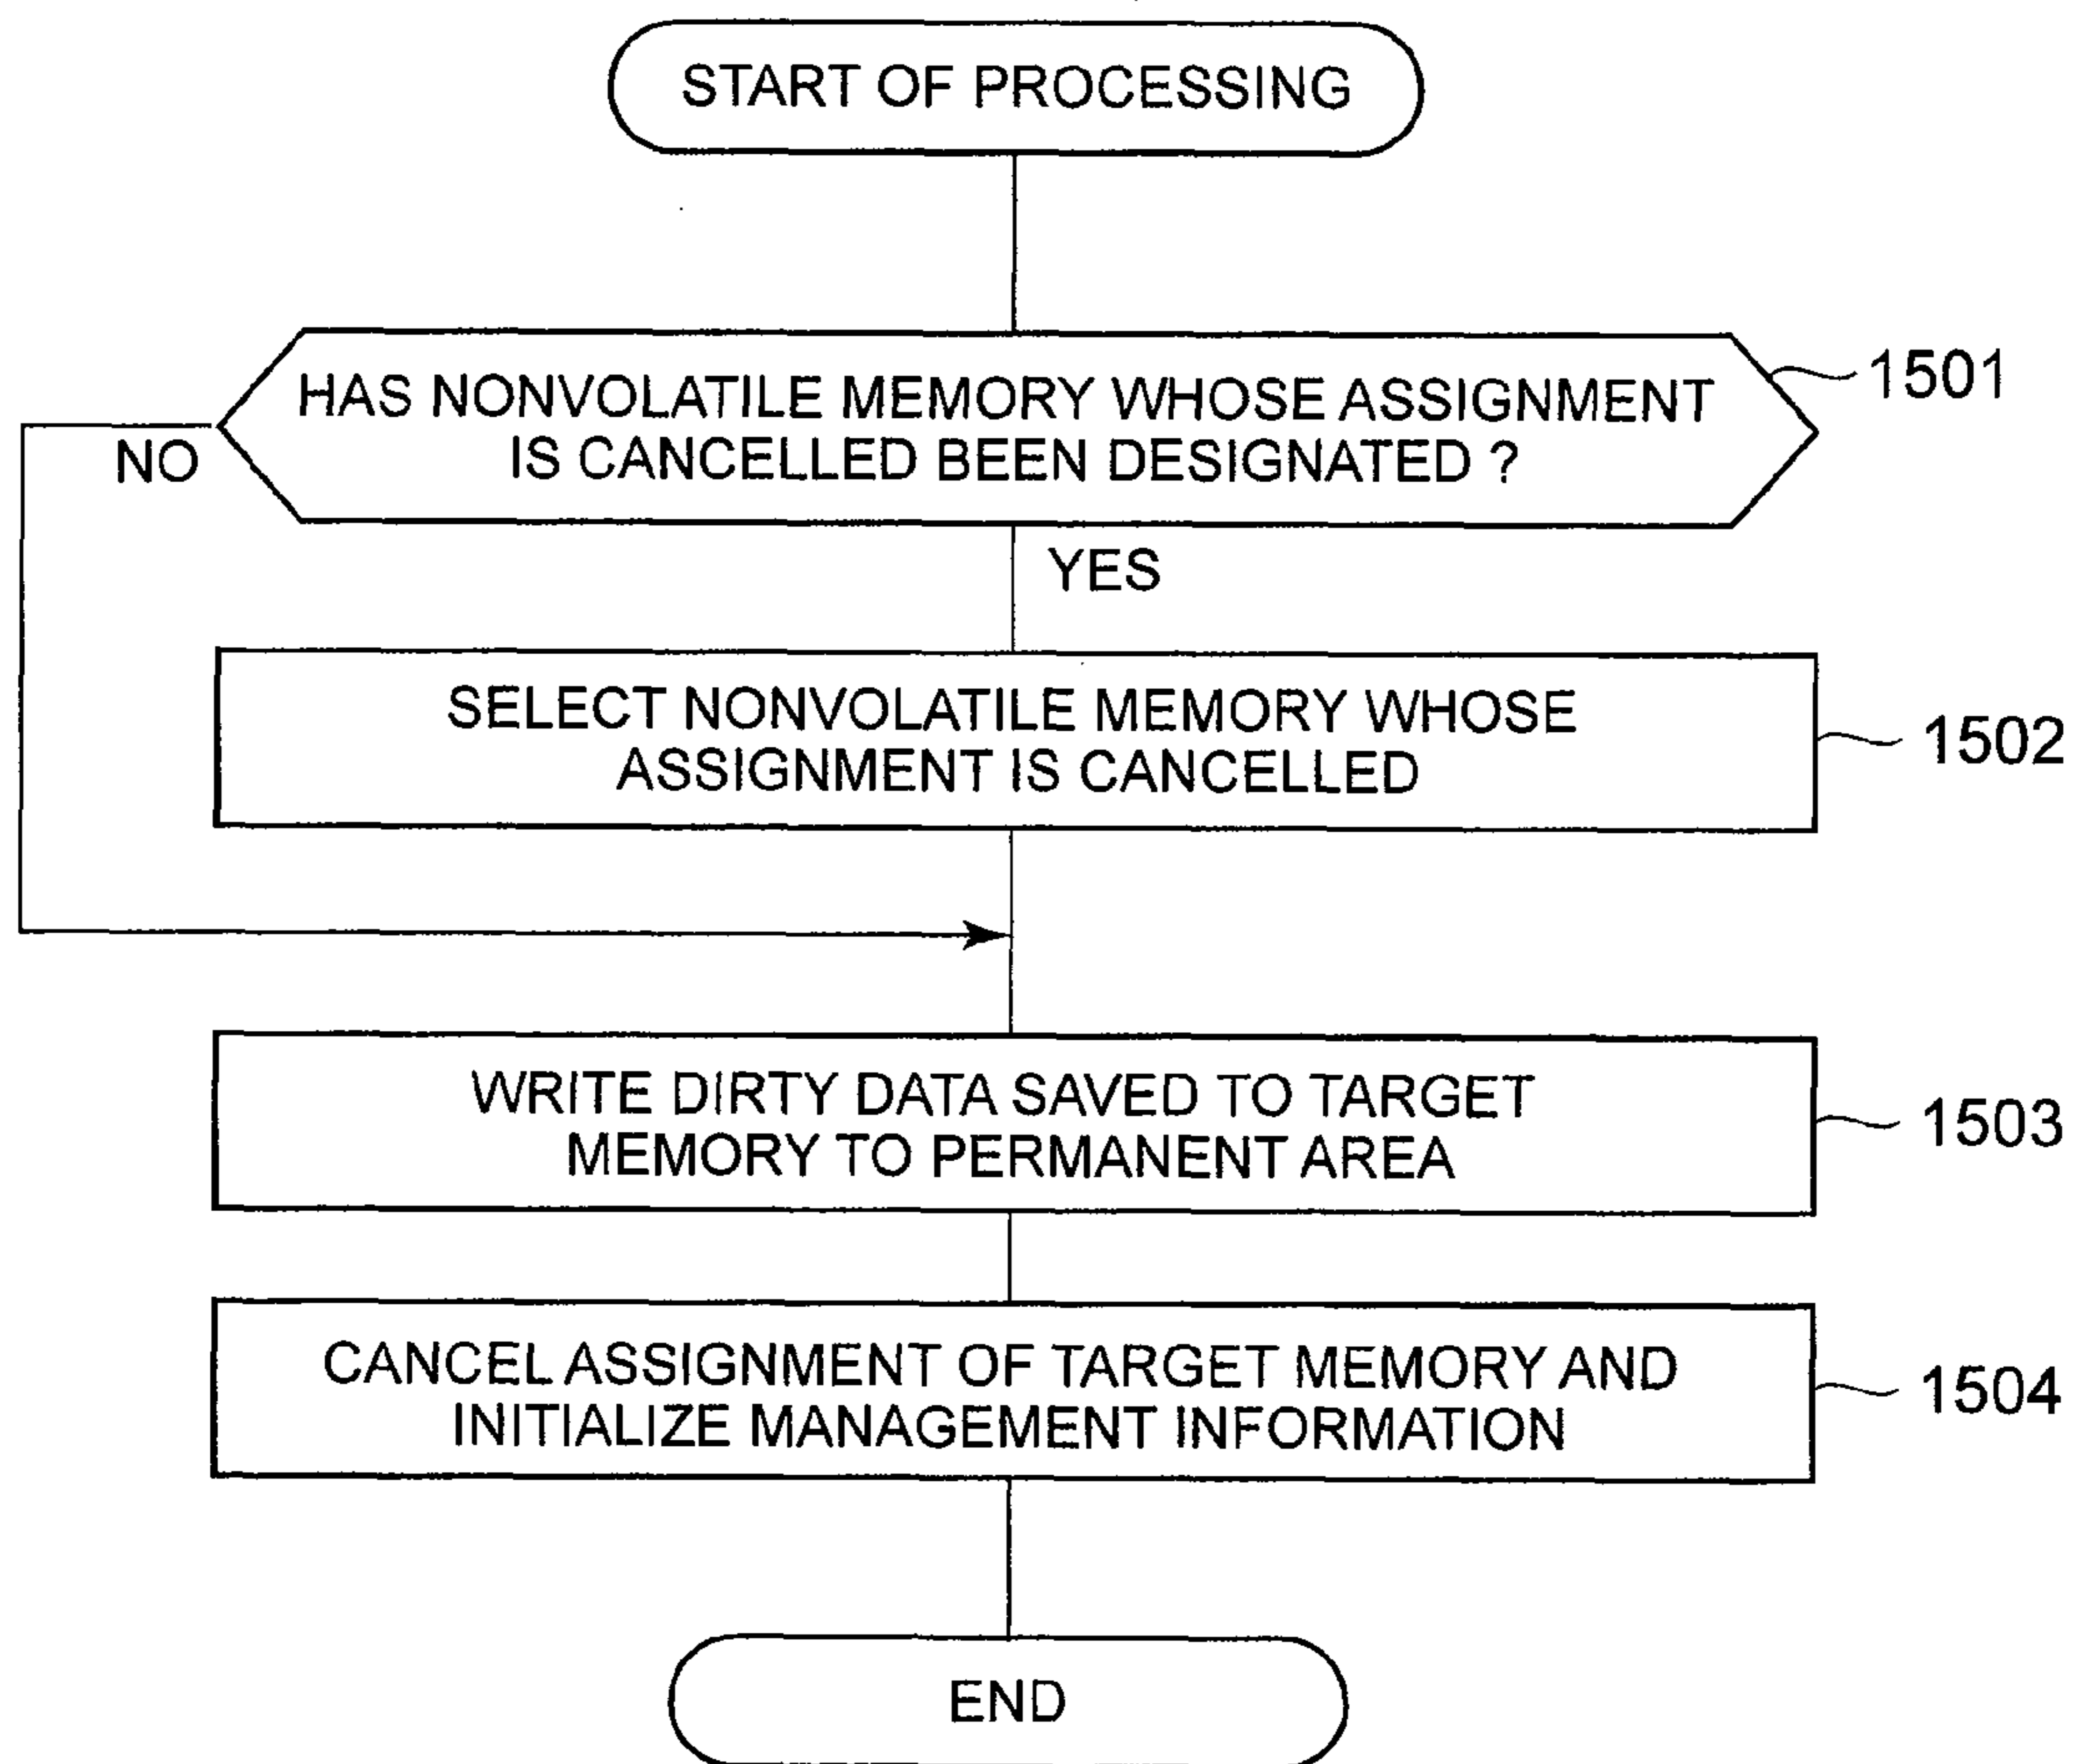 START OF PROCESSING
HAS NONVOLATILE MEMORY WHOSE ASSIGNMENT
IS CANCELLED BEEN DESIGNATED ?
1501
NO
YES
SELECT NONVOLATILE MEMORY WHOSE
ASSIGNMENT IS CANCELLED
1502
WRITE DIRTY DATA SAVED TO TARGET
MEMORY TO PERMANENT AREA
1503
CANCEL ASSIGNMENT OF TARGET MEMORY AND
INITIALIZE MANAGEMENT INFORMATION
1504
END